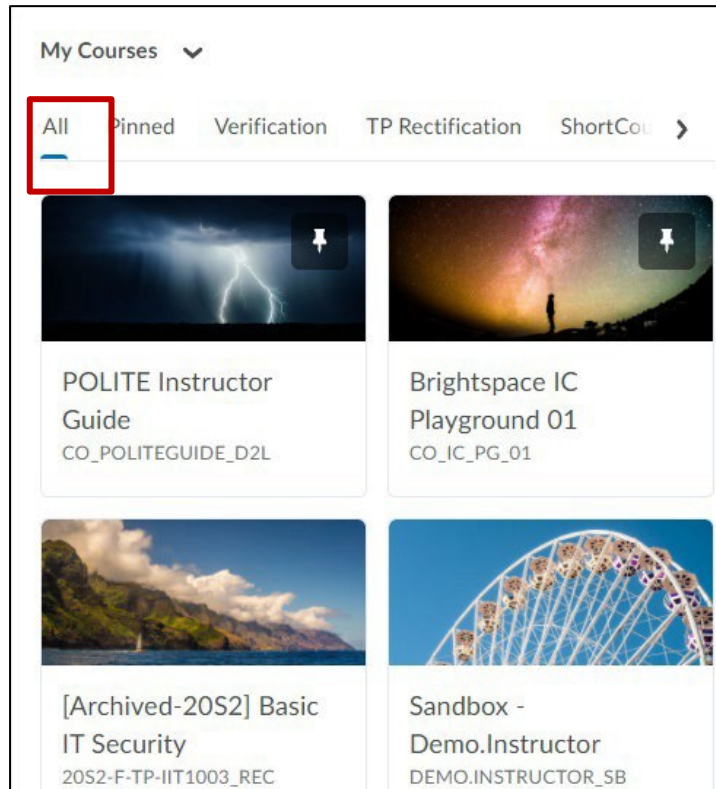 My Courses
All Pinned Verification TP Rectification ShortCou
POLITE Instructor
Guide
CO_POLITEGUIDE_D2L
Brightspace IC
Playground 01
CO_IC_PG_01
[Archived-20S2] Basic
IT Security
20S2-F-TP-IIT1003_REC
Sandbox -
Demo.Instructor
DEMO.INSTRUCTOR_SB